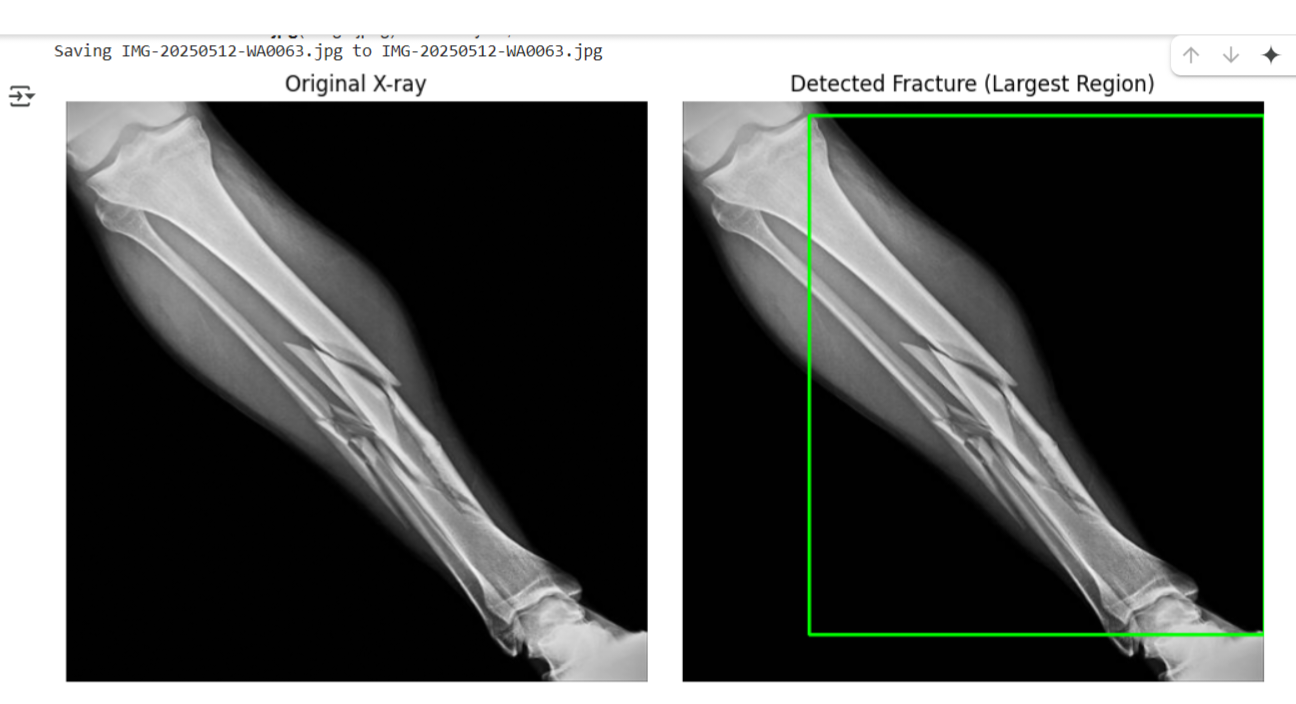 Saving IMG-20250512-WA0063.jpg to IMG-20250512-WA0063.jpg
Original X-ray
Detected Fracture (Largest Region)